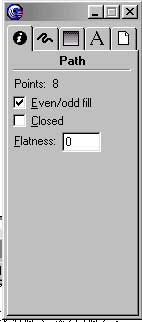 A
Path
Points: 8
Even/odd fill
Closed
Flatness: 0